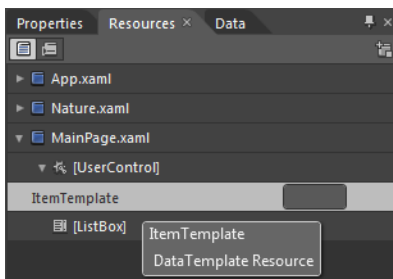 Properties Resources × Data
App.xaml
Nature.xaml
MainPage.xaml
[UserControl]
ItemTemplate
[ListBox]
ItemTemplate
DataTemplate Resource